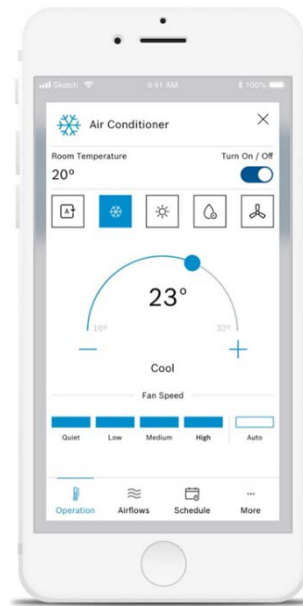 Sketch 9:41 AM 100%
Air Conditioner
Room Temperature Turn On / Off
20°
A
23°
16° 32°
Cool
Fan Speed
Quiet Low Medium High Auto
Operation Airflows Schedule More